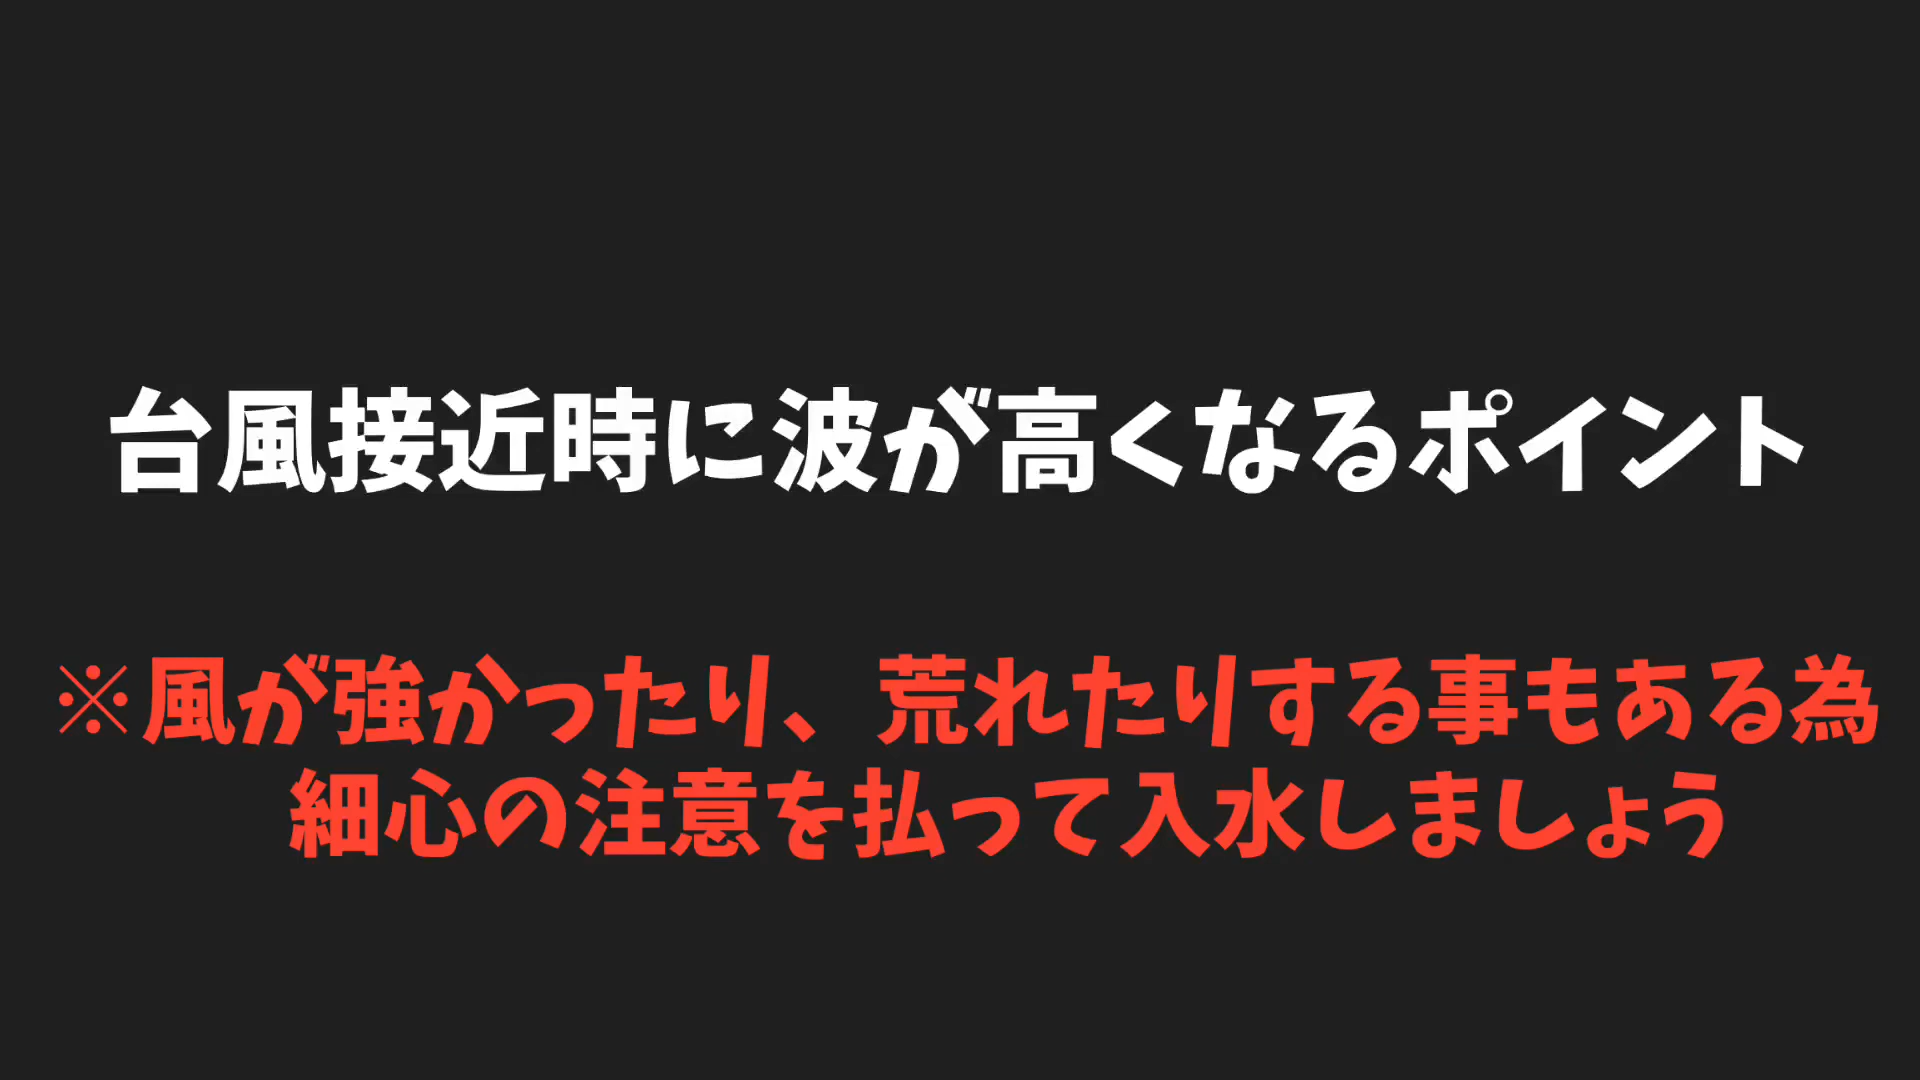 台風接近時に波が高くなるポイント
※風が強かったり、荒れたりする事もある為
細心の注意を払って入水しましょう